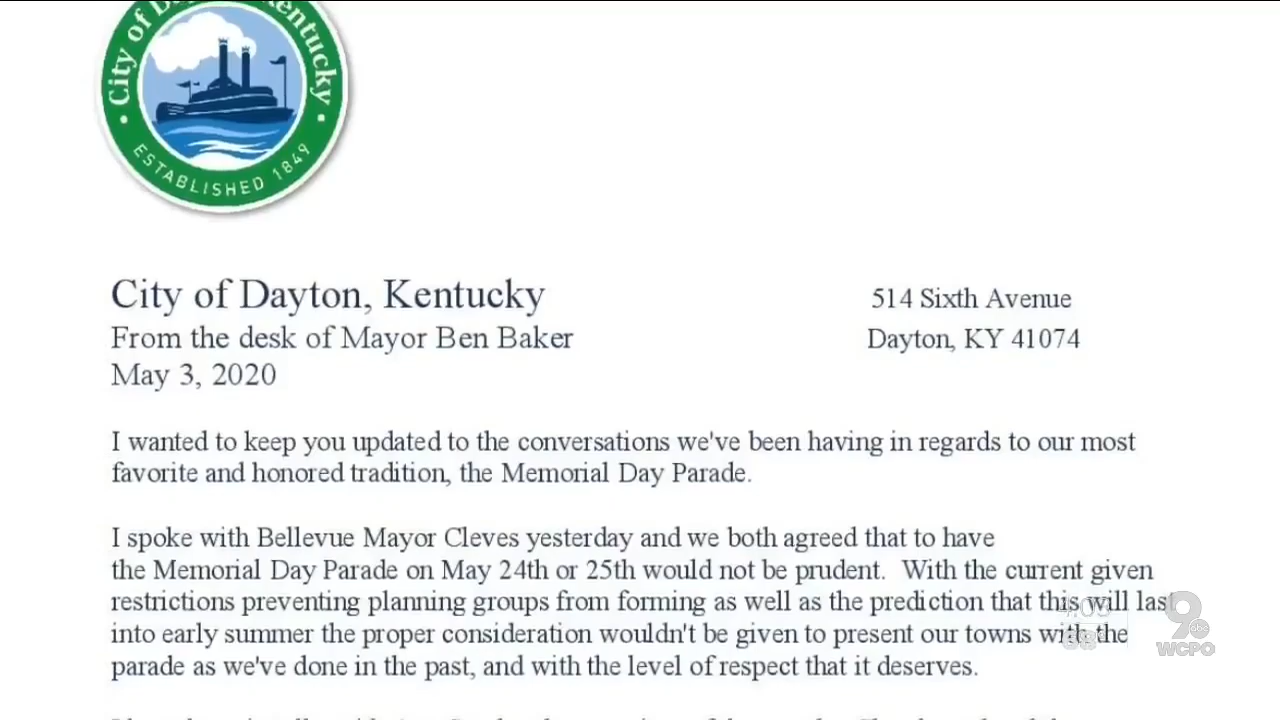 City of D Kentucky
ESTABLISHED 1849
City of Dayton, Kentucky
From the desk of Mayor Ben Baker
May 3, 2020
514 Sixth Avenue
Dayton, KY 41074
I wanted to keep you updated to the conversations we've been having in regards to our most
favorite and honored tradition, the Memorial Day Parade.
I spoke with Bellevue Mayor Cleves yesterday and we both agreed that to have
the Memorial Day Parade on May 24th or 25th would not be prudent. With the current given
restrictions preventing planning groups from forming as well as the prediction that this will last
into early summer the proper consideration wouldn't be given to present our towns with the
parade as we've done in the past, and with the level of respect that it deserves.
9
abc
WCPO